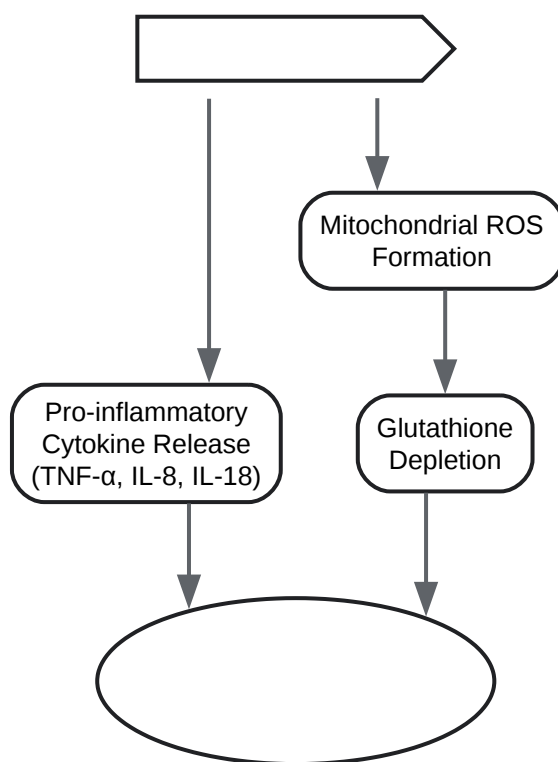 Mitochondrial ROS
Formation
Pro-inflammatory
Cytokine Release
(TNF-α, IL-8, IL-18)
Glutathione
Depletion